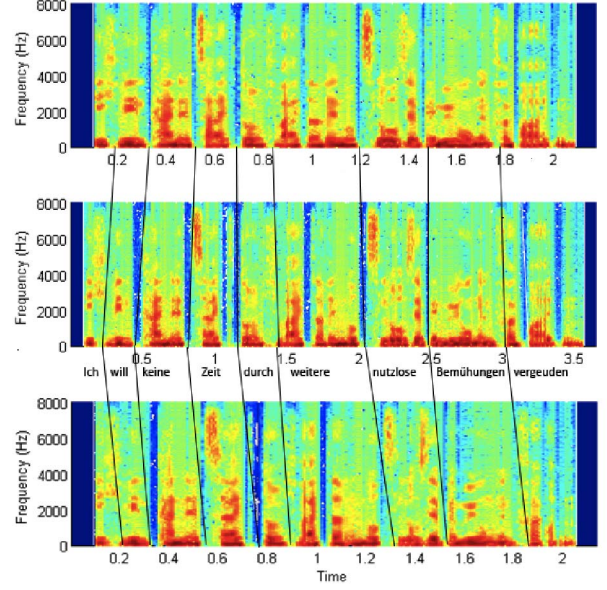 8000
6000
4000
2000
0
Frequency (Hz)
0.2 0.4 0.6 0.8 1 1.2 1.4 1.6 1.8 2
8000
6000
4000
2000
0
Frequency (Hz)
0.5 1 1.5 2 2.5 3 3.5
Ich will keine Zeit durch weitere nutzlose Bemühungen vergeuden
8000
6000
4000
2000
0
Frequency (Hz)
0.2 0.4 0.6 0.8 1 1.2 1.4 1.6 1.8 2
Time